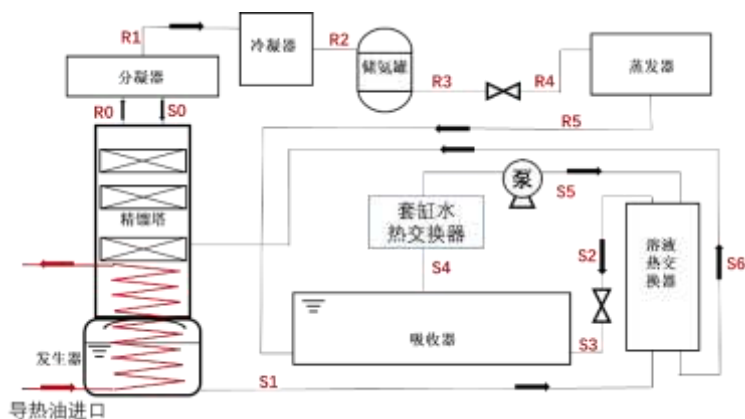 R1
R2
冷凝器
储氨罐
R3
R4
蒸发器
分凝器
R0
S0
R5
泵
S5
精馏塔
套缸水
热交换器
S2
溶液
热交
换器
S6
S4
吸收器
S3
发生器
S1
导热油进口